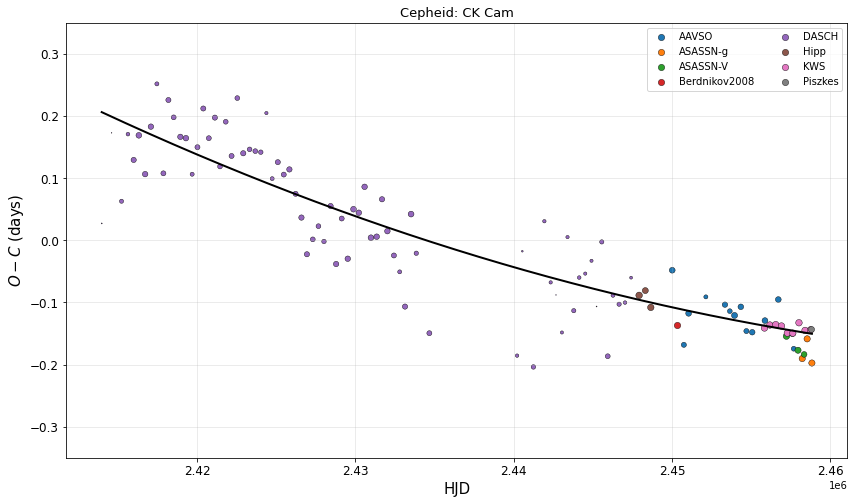 Cepheid: CK Cam
AAVSO
ASASSN-g
ASASSN-V
Berdnikov2008
DASCH
Hipp
KWS
Piszkes
O − C (days)
0.3
0.2
0.1
0.0
−0.1
−0.2
−0.3
2.42 2.43 2.44 2.45 2.46
1e6
HJD